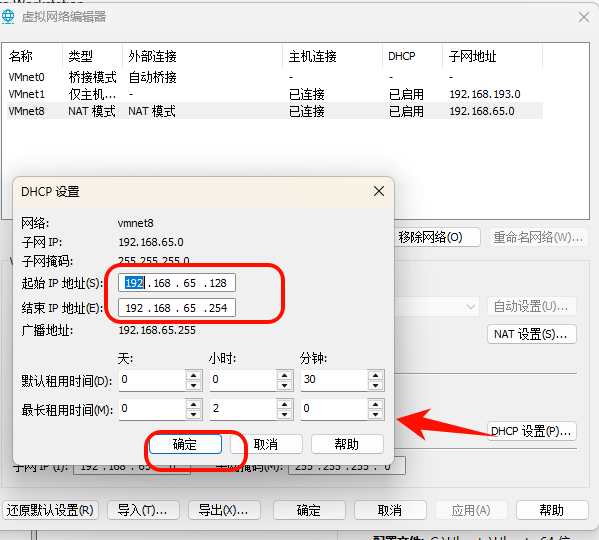 虚拟网络编辑器
名称 类型 外部连接 主机连接 DHCP 子网地址
VMnet0 桥接模式 自动桥接 - - -
VMnet1 仅主机... - 已连接 已启用 192.168.193.0
VMnet8 NAT 模式 NAT 模式 已连接 已启用 192.168.65.0
移除网络(O) 重命名网络(W)...
DHCP 设置
网络: vmnet8
子网 IP: 192.168.65.0
子网掩码: 255.255.255.0
起始 IP 地址(S): 192 . 168 . 65 . 128
结束 IP 地址(E): 192 . 168 . 65 . 254
广播地址: 192.168.65.255
天: 小时: 分钟:
默认租用时间(D): 0 0 30
最长租用时间(M): 0 2 0
确定 取消 帮助
自动设置(U)...
NAT 设置(S)...
DHCP 设置(P)...
子网 IP (I): 192 . 168 . 65 . 0 子网掩码(M): 255 . 255 . 255 . 0
还原默认设置(R) 导入(T)... 导出(X)... 确定 取消 应用(A) 帮助